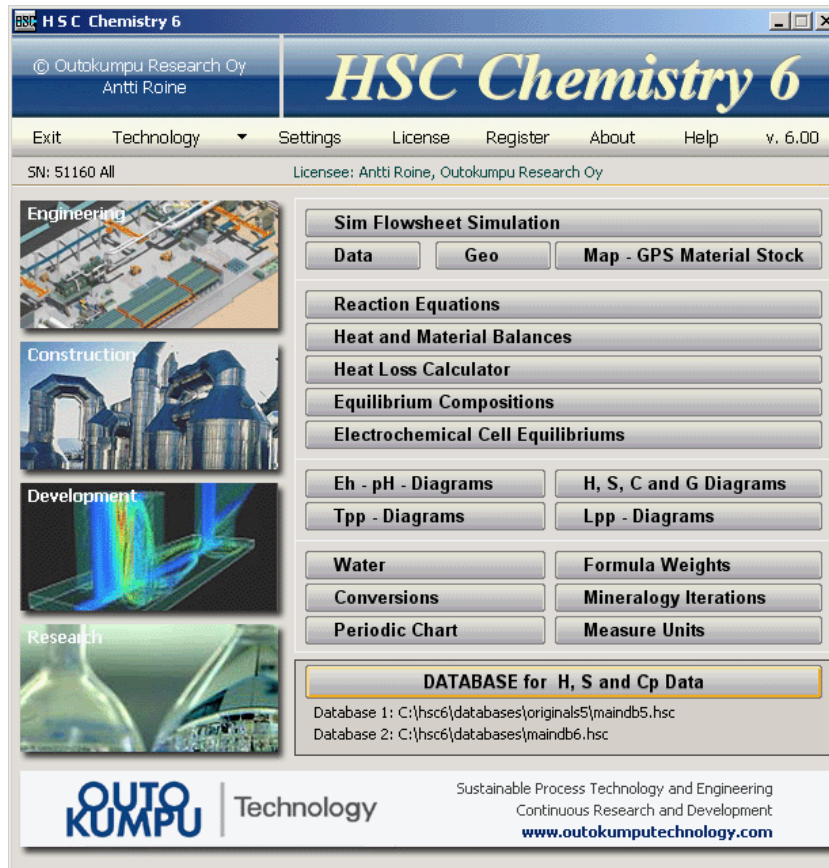 HSC Chemistry 6
© Outokumpu Research Oy
Antti Roine
HSC Chemistry 6
Exit Technology Settings License Register About Help v. 6.00
SN: 51160 All Licensee: Antti Roine, Outokumpu Research Oy
Engineering
Construction
Development
Research
Sim Flowsheet Simulation
Data Geo Map - GPS Material Stock
Reaction Equations
Heat and Material Balances
Heat Loss Calculator
Equilibrium Compositions
Electrochemical Cell Equilibriums
Eh - pH - Diagrams H, S, C and G Diagrams
Tpp - Diagrams Lpp - Diagrams
Water Formula Weights
Conversions Mineralogy Iterations
Periodic Chart Measure Units
DATABASE for H, S and Cp Data
Database 1: C:\hsc6\databases\originals5\maindb5.hsc
Database 2: C:\hsc6\databases\maindb6.hsc
OUTO
KUMPU
Technology
Sustainable Process Technology and Engineering
Continuous Research and Development
www.outokumputechnology.com